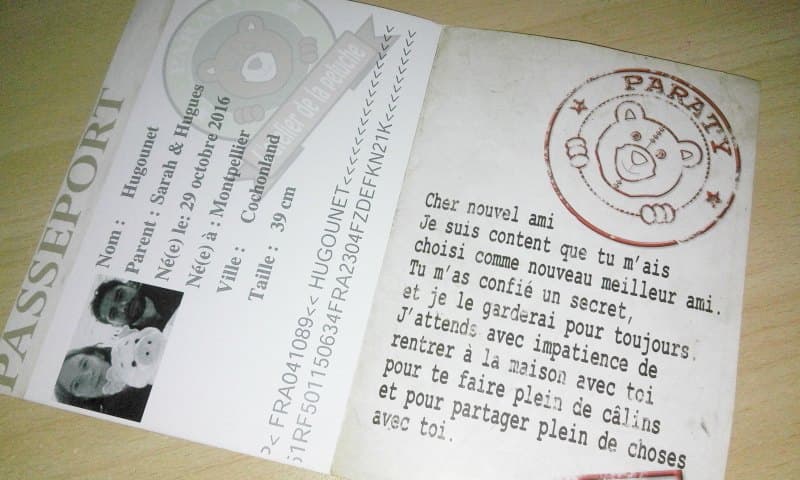 PASSEPORT
PARATY
L'atelier de la peluche
Nom : Hugounet
Parent : Sarah & Hugues
Né(e) le: 29 octobre 2016
Né(e) à : Montpellier
Ville : Cochonland
Taille : 39 cm
P< FRA041089<< HUGOUNET<<<<<<<<<<<<<<<<<<<
51RF501150634FRA2304FZDEFKN21K<<<<<<<<<<
PARATY
Cher nouvel ami
Je suis content que tu m'ais
choisi comme nouveau meilleur ami.
Tu m'as confié un secret,
et je le garderai pour toujours.
J'attends avec impatience de
rentrer à la maison avec toi
pour te faire plein de câlins
et pour partager plein de choses
avec toi.